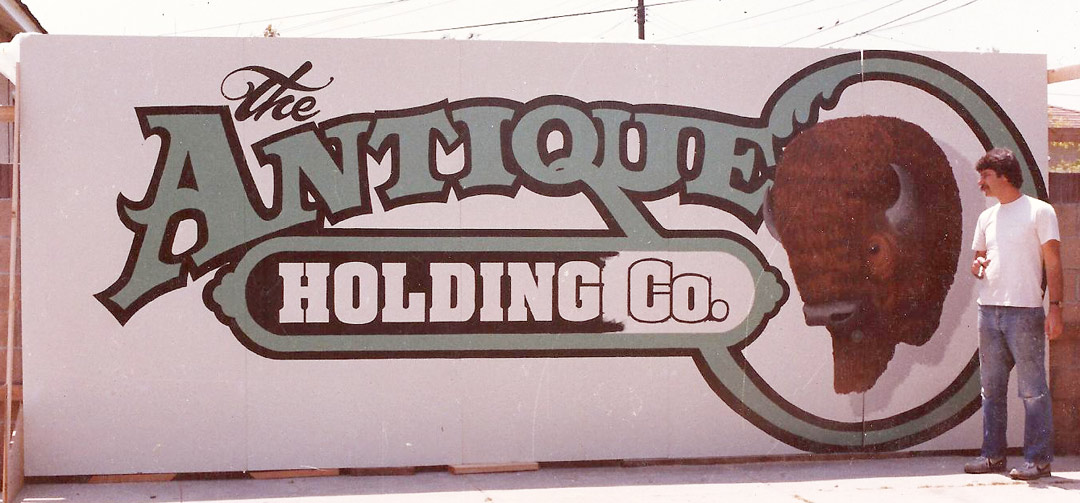 The
ANTIQUE
HOLDING Co.